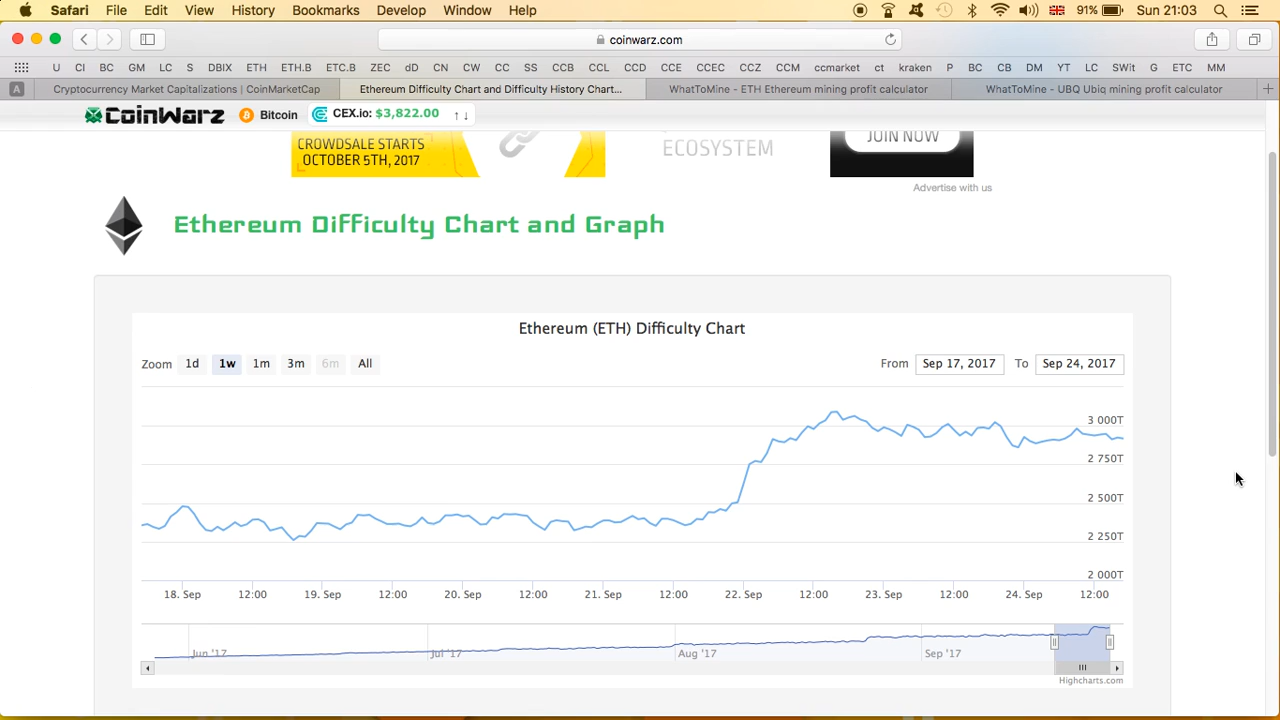 Safari File Edit View History Bookmarks Develop Window Help 91% Sun 21:03
coinwarz.com
U CI BC GM LC S DBIX ETH ETH.B ETC.B ZEC dD CN CW CC SS CCB CCL CCD CCE CCEC CCZ CCM ccmarket ct kraken P BC CB DM YT LC SWit G ETC MM
A Cryptocurrency Market Capitalizations | CoinMarketCap Ethereum Difficulty Chart and Difficulty History Chart... WhatToMine - ETH Ethereum mining profit calculator WhatToMine - UBQ Ubiq mining profit calculator
CoinWarz Bitcoin CEX.io: $3,822.00 ↑↓
CROWDSALE STARTS
OCTOBER 5TH, 2017
ECOSYSTEM
JOIN NOW
Advertise with us
Ethereum Difficulty Chart and Graph
Ethereum (ETH) Difficulty Chart
Zoom 1d 1w 1m 3m 6m All From Sep 17, 2017 To Sep 24, 2017
3 000T
2 750T
2 500T
2 250T
2 000T
18. Sep 12:00 19. Sep 12:00 20. Sep 12:00 21. Sep 12:00 22. Sep 12:00 23. Sep 12:00 24. Sep 12:00
Jun '17 Jul '17 Aug '17 Sep '17
Highcharts.com